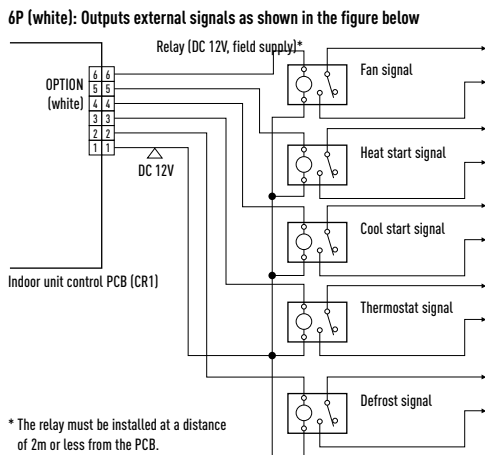 6P (white): Outputs external signals as shown in the figure below
Relay (DC 12V, field supply)*
Fan signal
OPTION
(white)
6 6
5 5
4 4
3 3
2 2
1 1
DC 12V
Heat start signal
Cool start signal
Indoor unit control PCB (CR1)
Thermostat signal
Defrost signal
* The relay must be installed at a distance
of 2m or less from the PCB.